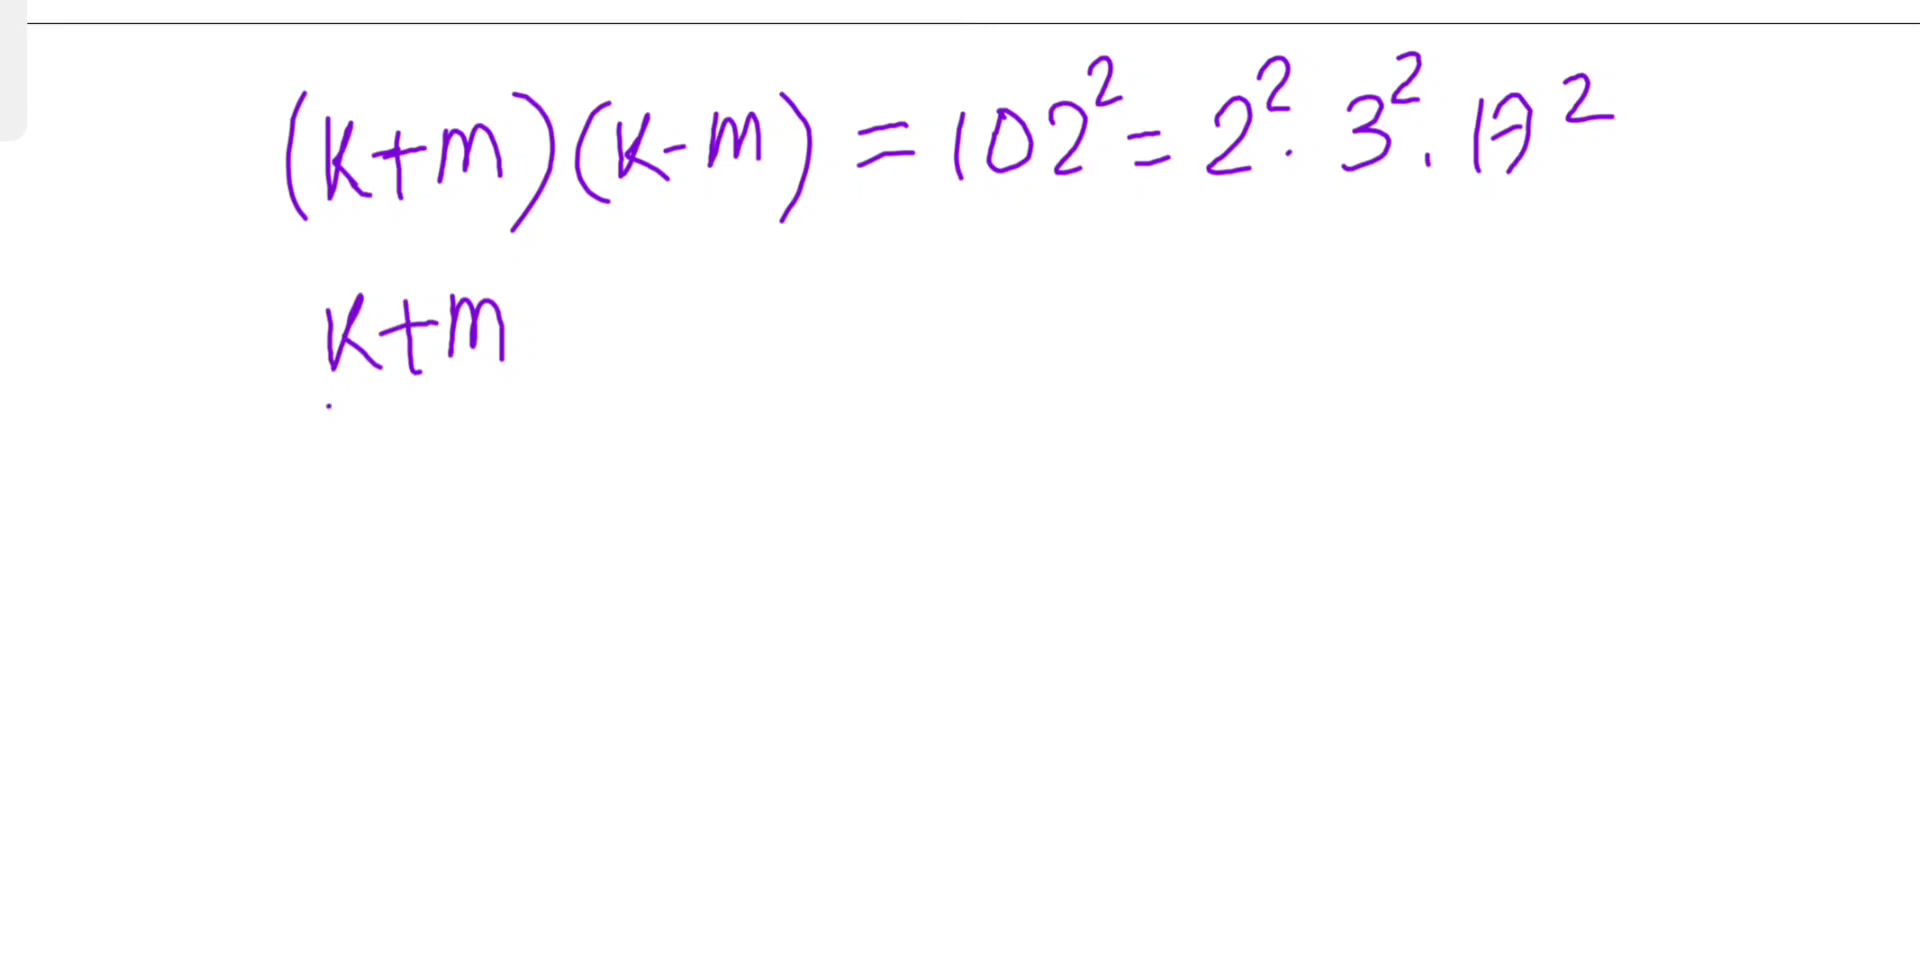 (K+m)(K-m) = 102² = 2² · 3² · 17²
K+m